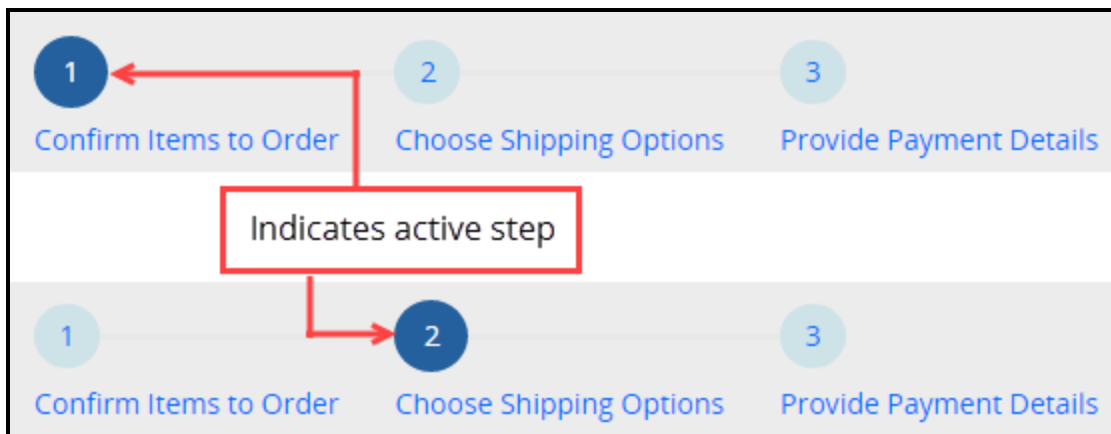 1 2 3
Confirm Items to Order Choose Shipping Options Provide Payment Details
Indicates active step
1 2 3
Confirm Items to Order Choose Shipping Options Provide Payment Details